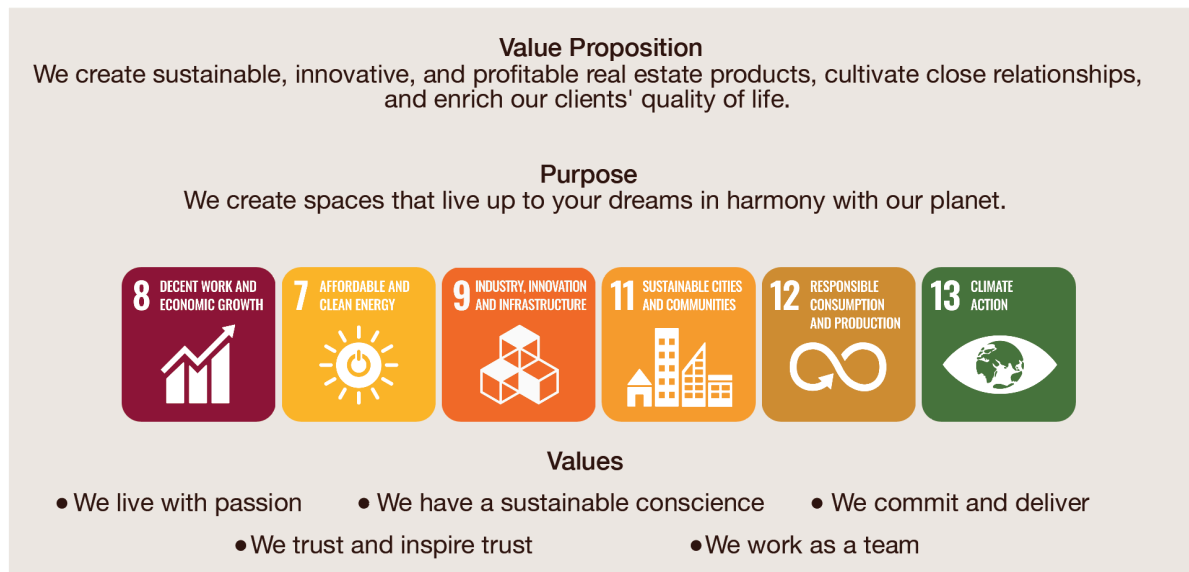 Value Proposition
We create sustainable, innovative, and profitable real estate products, cultivate close relationships,
and enrich our clients' quality of life.
Purpose
We create spaces that live up to your dreams in harmony with our planet.
8 DECENT WORK AND
ECONOMIC GROWTH
7 AFFORDABLE AND
CLEAN ENERGY
9 INDUSTRY, INNOVATION
AND INFRASTRUCTURE
11 SUSTAINABLE CITIES
AND COMMUNITIES
12 RESPONSIBLE
CONSUMPTION
AND PRODUCTION
13 CLIMATE
ACTION
Values
• We live with passion • We have a sustainable conscience • We commit and deliver
• We trust and inspire trust • We work as a team